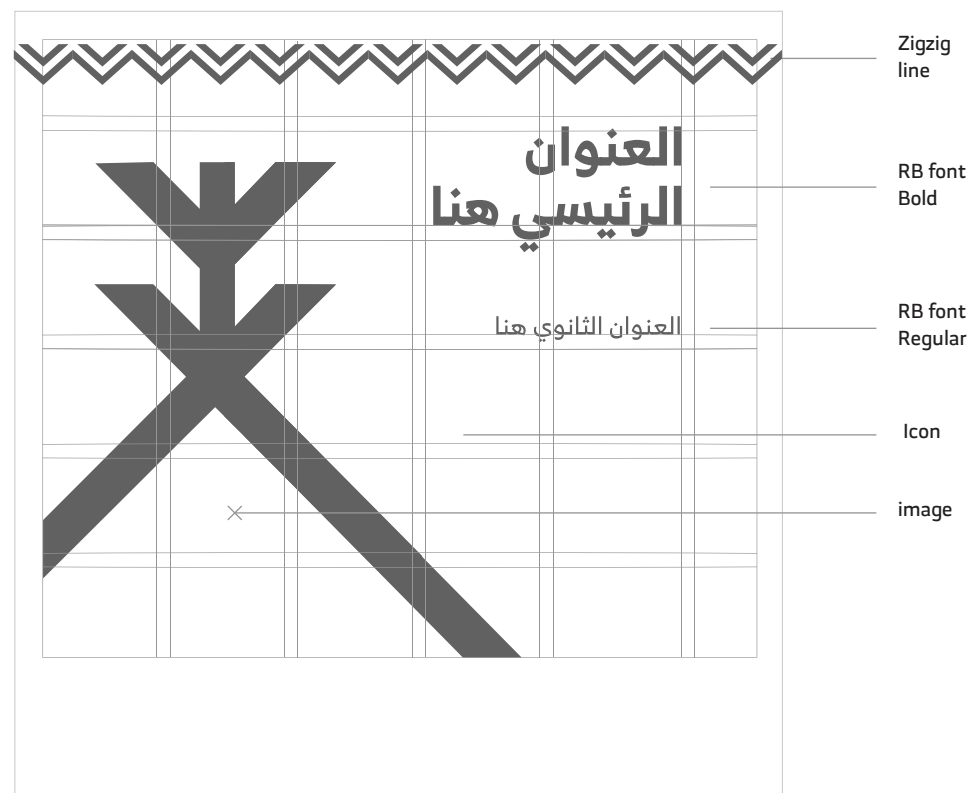 Zigzig
line
العنوان
الرئيسي هنا
RB font
Bold
العنوان الثانوي هنا
RB font
Regular
Icon
image